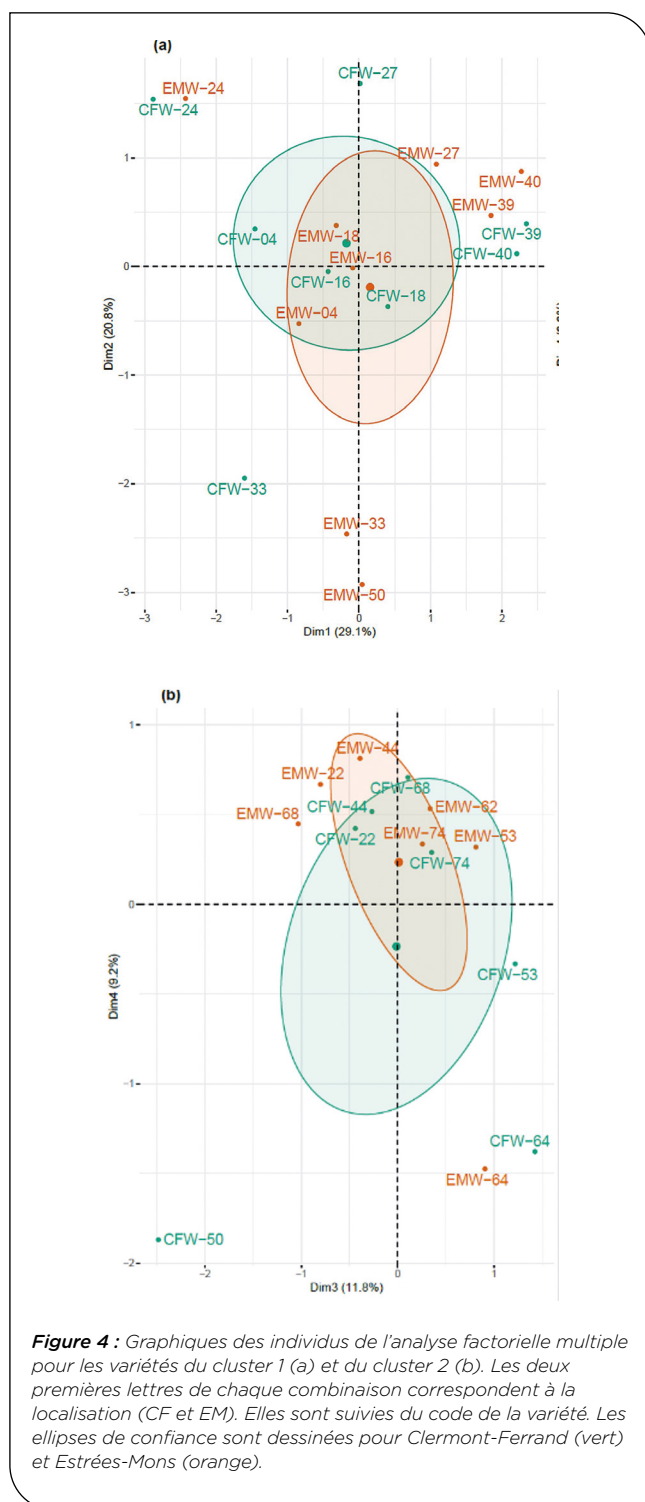 (a)
CFW-27
EMW-24
CFW-24
1
EMW-27
EMW-40
EMW-39
CFW-04
EMW-18
CFW-39
EMW-16
CFW-40
0
CFW-16
CFW-18
EMW-04
Dim2 (20.8%)
-1
-2
CFW-33
EMW-33
EMW-50
-3
-3 -2 -1 0 1 2
Dim1 (29.1%)
(b)
1
EMW-44
EMW-22
CFW-68
CFW-44
EMW-62
EMW-68
CFW-22
EMW-74
EMW-53
CFW-74
0
Dim4 (9.2%)
CFW-53
-1
CFW-64
EMW-64
CFW-50
-2
-2 -1 0 1
Dim3 (11.8%)
Figure 4 : Graphiques des individus de l'analyse factorielle multiple
pour les variétés du cluster 1 (a) et du cluster 2 (b). Les deux
premières lettres de chaque combinaison correspondent à la
localisation (CF et EM). Elles sont suivies du code de la variété. Les
ellipses de confiance sont dessinées pour Clermont-Ferrand (vert)
et Estrées-Mons (orange).